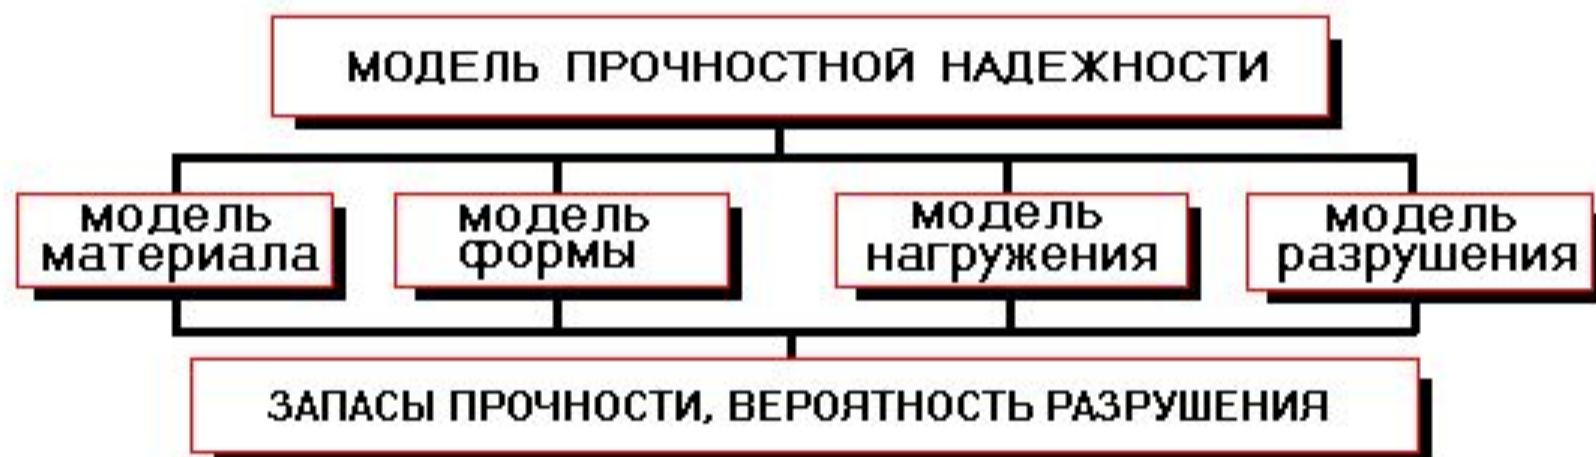 МОДЕЛЬ ПРОЧНОСТНОЙ НАДЕЖНОСТИ
модель
материала
модель
формы
модель
нагружения
модель
разрушения
ЗАПАСЫ ПРОЧНОСТИ, ВЕРОЯТНОСТЬ РАЗРУШЕНИЯ